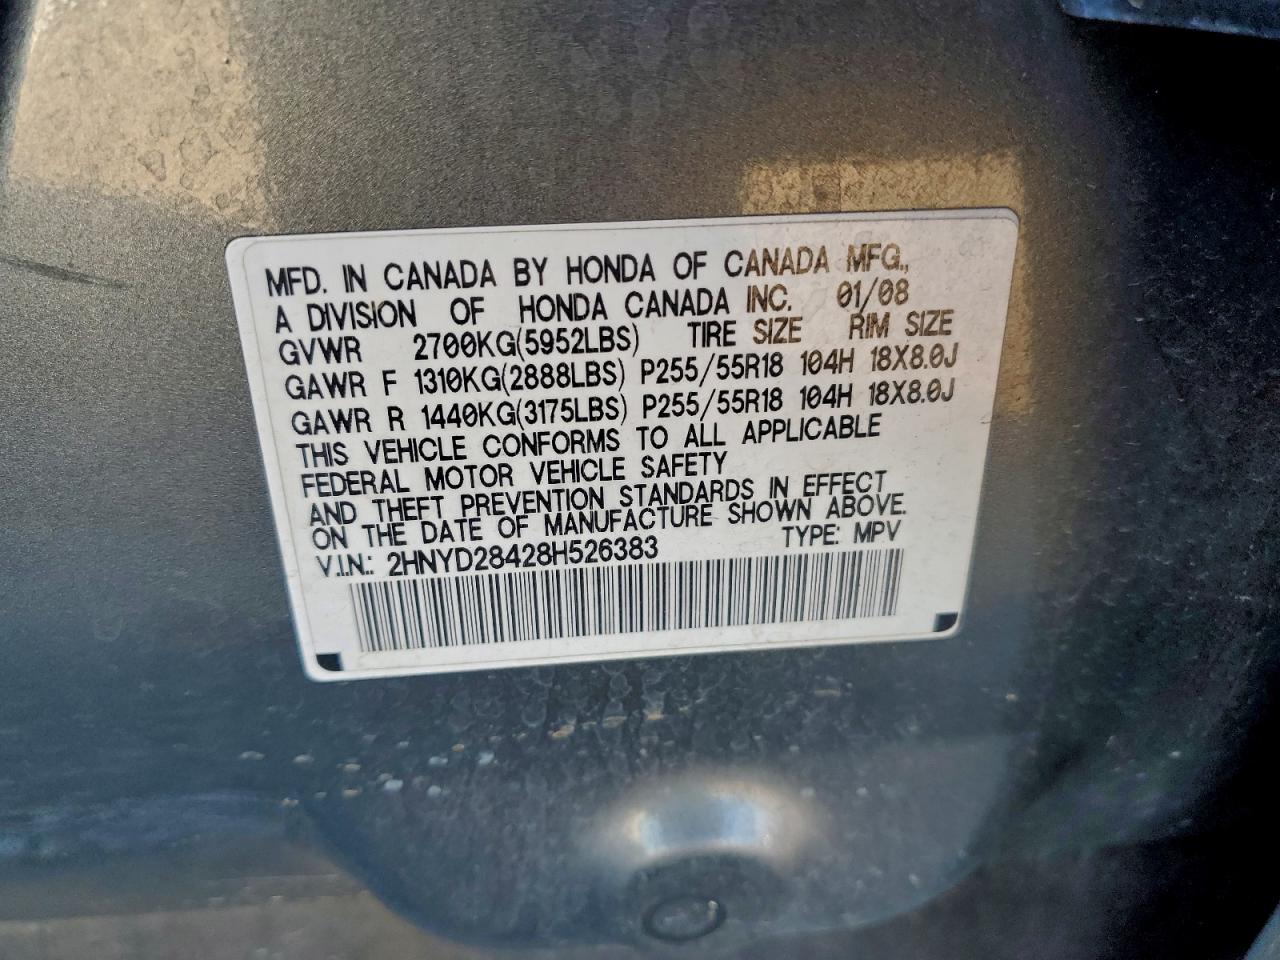 MFD. IN CANADA BY HONDA OF CANADA MFG.,
A DIVISION OF HONDA CANADA INC. 01/08
GVWR 2700KG(5952LBS) TIRE SIZE RIM SIZE
GAWR F 1310KG(2888LBS) P255/55R18 104H 18X8.0J
GAWR R 1440KG(3175LBS) P255/55R18 104H 18X8.0J
THIS VEHICLE CONFORMS TO ALL APPLICABLE
FEDERAL MOTOR VEHICLE SAFETY
AND THEFT PREVENTION STANDARDS IN EFFECT
ON THE DATE OF MANUFACTURE SHOWN ABOVE.
V.I.N.: 2HNYD28428H526383 TYPE: MPV